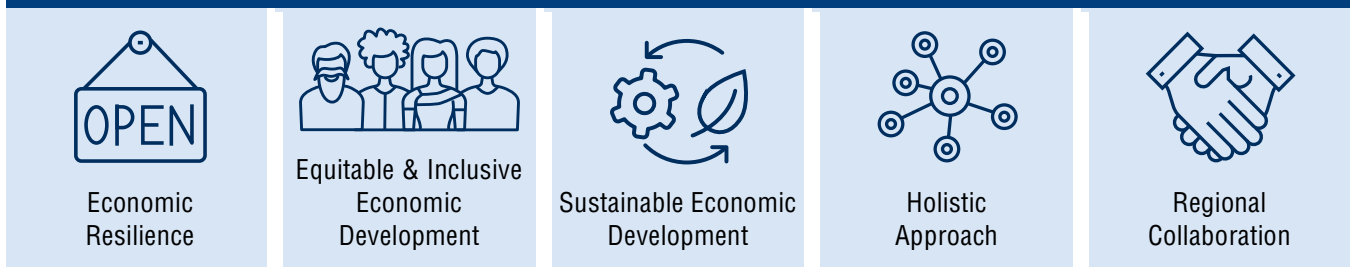 OPEN
Economic
Resilience
Equitable & Inclusive
Economic
Development
Sustainable Economic
Development
Holistic
Approach
Regional
Collaboration